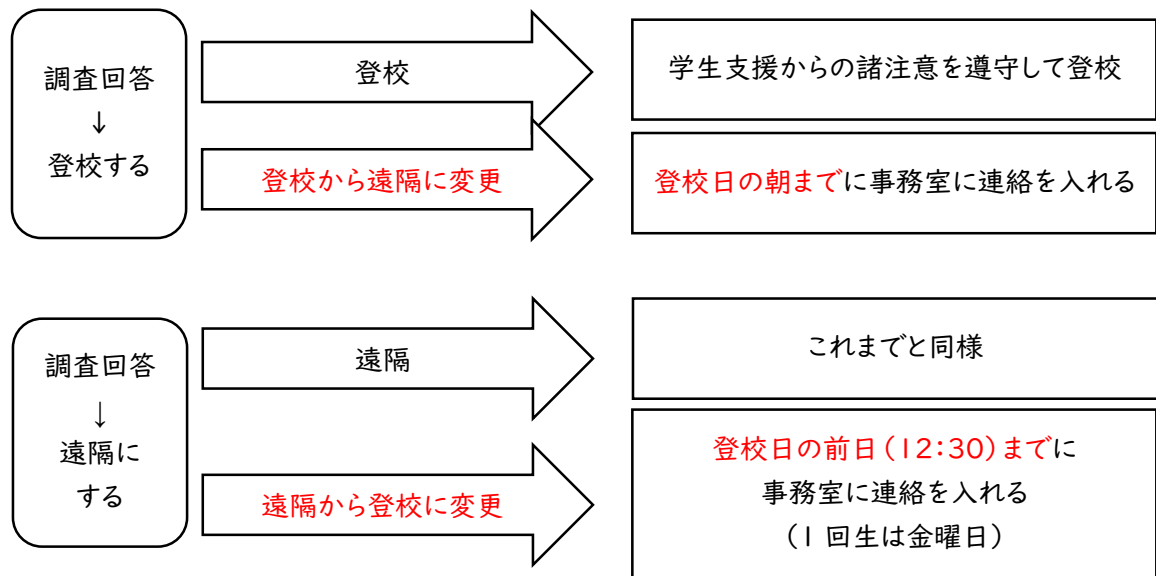 調査回答
↓
登校する
登校
学生支援からの諸注意を遵守して登校
登校から遠隔に変更
登校日の朝までに事務室に連絡を入れる
調査回答
↓
遠隔に
する
遠隔
これまでと同様
遠隔から登校に変更
登校日の前日(12:30)までに
事務室に連絡を入れる
(1回生は金曜日)